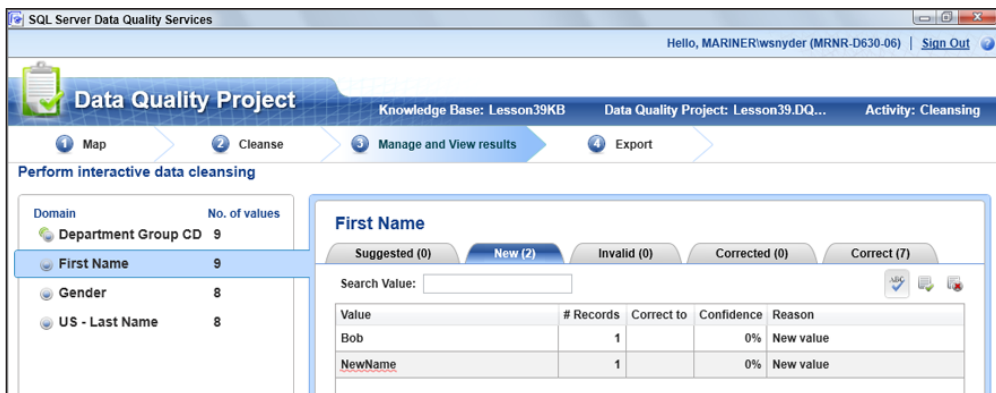 SQL Server Data Quality Services
Hello, MARINER\wsnyder (MRNR-D630-06) | Sign Out
Data Quality Project
Knowledge Base: Lesson39KB Data Quality Project: Lesson39.DQ... Activity: Cleansing
1 Map 2 Cleanse 3 Manage and View results 4 Export
Perform interactive data cleansing
Domain No. of values
Department Group CD 9
First Name 9
Gender 8
US - Last Name 8
First Name
Suggested (0) New (2) Invalid (0) Corrected (0) Correct (7)
Search Value: ABC
Value # Records Correct to Confidence Reason
Bob 1 0% New value
NewName 1 0% New value